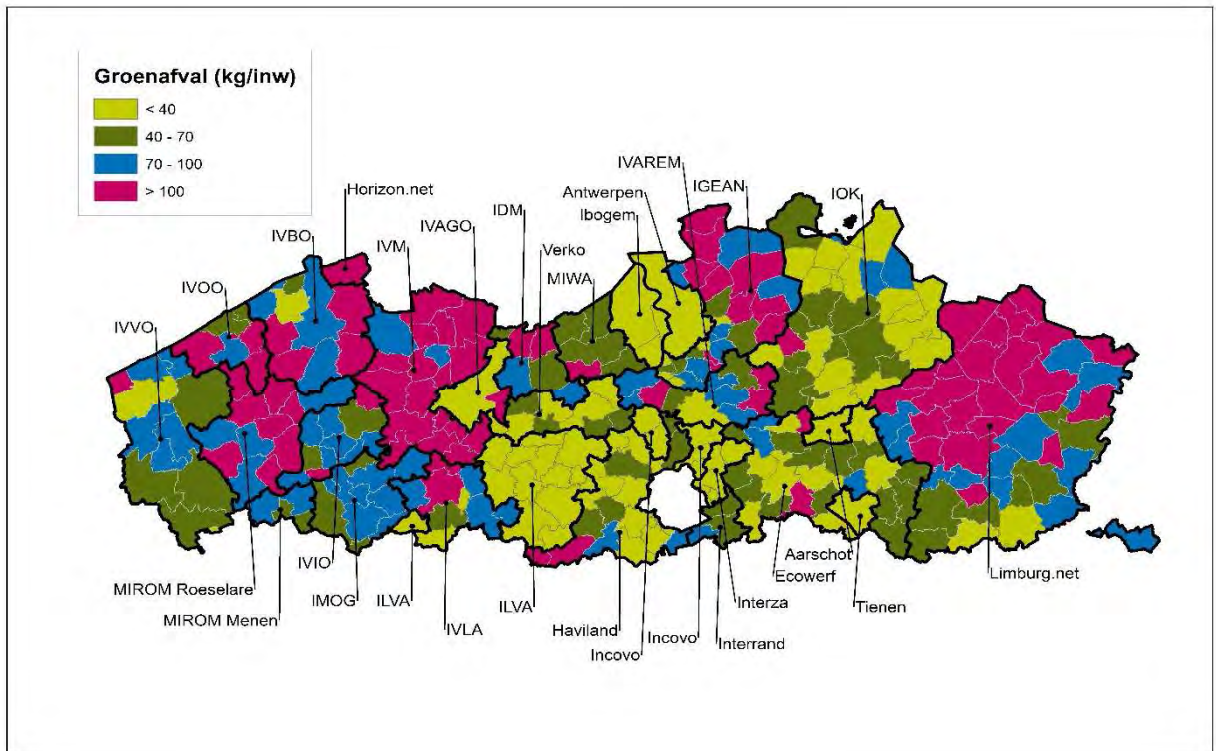 Groenafval (kg/inw)
< 40
40 - 70
70 - 100
> 100
Horizon.net
IVBO
IVOO
IVVO
IVM
IVAGO
IDM
Verko
MIWA
IVAREM
Antwerpen
Ibogem
IGEAN
IOK
MIROM Roeselare
MIROM Menen
IVIO
IMOG
ILVA
IVLA
ILVA
Haviland
Incovo
Incovo
Interrand
Interza
Aarschot
Ecowerf
Tienen
Limburg.net